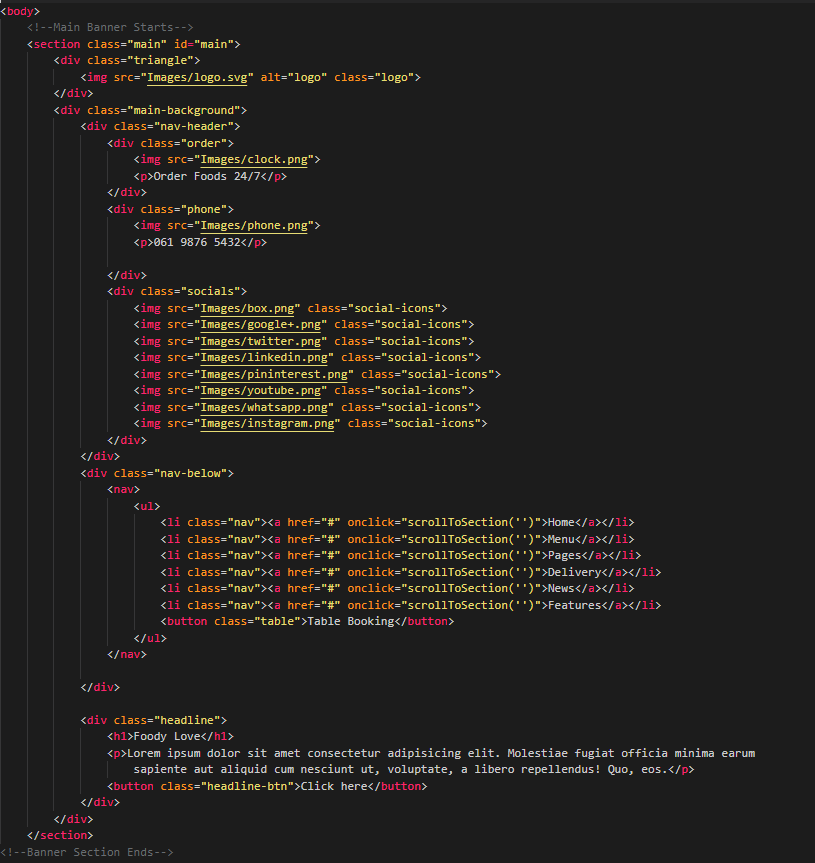 <body>
    <!--Main Banner Starts-->
    <section class="main" id="main">
        <div class="triangle">
            <img src="Images/logo.svg" alt="logo" class="logo">
        </div>
        <div class="main-background">
            <div class="nav-header">
                <div class="order">
                    <img src="Images/clock.png">
                    <p>Order Foods 24/7</p>
                </div>
                <div class="phone">
                    <img src="Images/phone.png">
                    <p>061 9876 5432</p>

                </div>
                <div class="socials">
                    <img src="Images/box.png" class="social-icons">
                    <img src="Images/google+.png" class="social-icons">
                    <img src="Images/twitter.png" class="social-icons">
                    <img src="Images/linkedin.png" class="social-icons">
                    <img src="Images/pininterest.png" class="social-icons">
                    <img src="Images/youtube.png" class="social-icons">
                    <img src="Images/whatsapp.png" class="social-icons">
                    <img src="Images/instagram.png" class="social-icons">
                </div>
            </div>
            <div class="nav-below">
                <nav>
                    <ul>
                        <li class="nav"><a href="#" onclick="scrollToSection('')">Home</a></li>
                        <li class="nav"><a href="#" onclick="scrollToSection('')">Menu</a></li>
                        <li class="nav"><a href="#" onclick="scrollToSection('')">Pages</a></li>
                        <li class="nav"><a href="#" onclick="scrollToSection('')">Delivery</a></li>
                        <li class="nav"><a href="#" onclick="scrollToSection('')">News</a></li>
                        <li class="nav"><a href="#" onclick="scrollToSection('')">Features</a></li>
                        <button class="table">Table Booking</button>
                    </ul>
                </nav>

            </div>

            <div class="headline">
                <h1>Foody Love</h1>
                <p>Lorem ipsum dolor sit amet consectetur adipisicing elit. Molestiae fugiat officia minima earum
                    sapiente aut aliquid cum nesciunt ut, voluptate, a libero repellendus! Quo, eos.</p>
                <button class="headline-btn">Click here</button>
            </div>
        </div>
    </section>
<!--Banner Section Ends-->